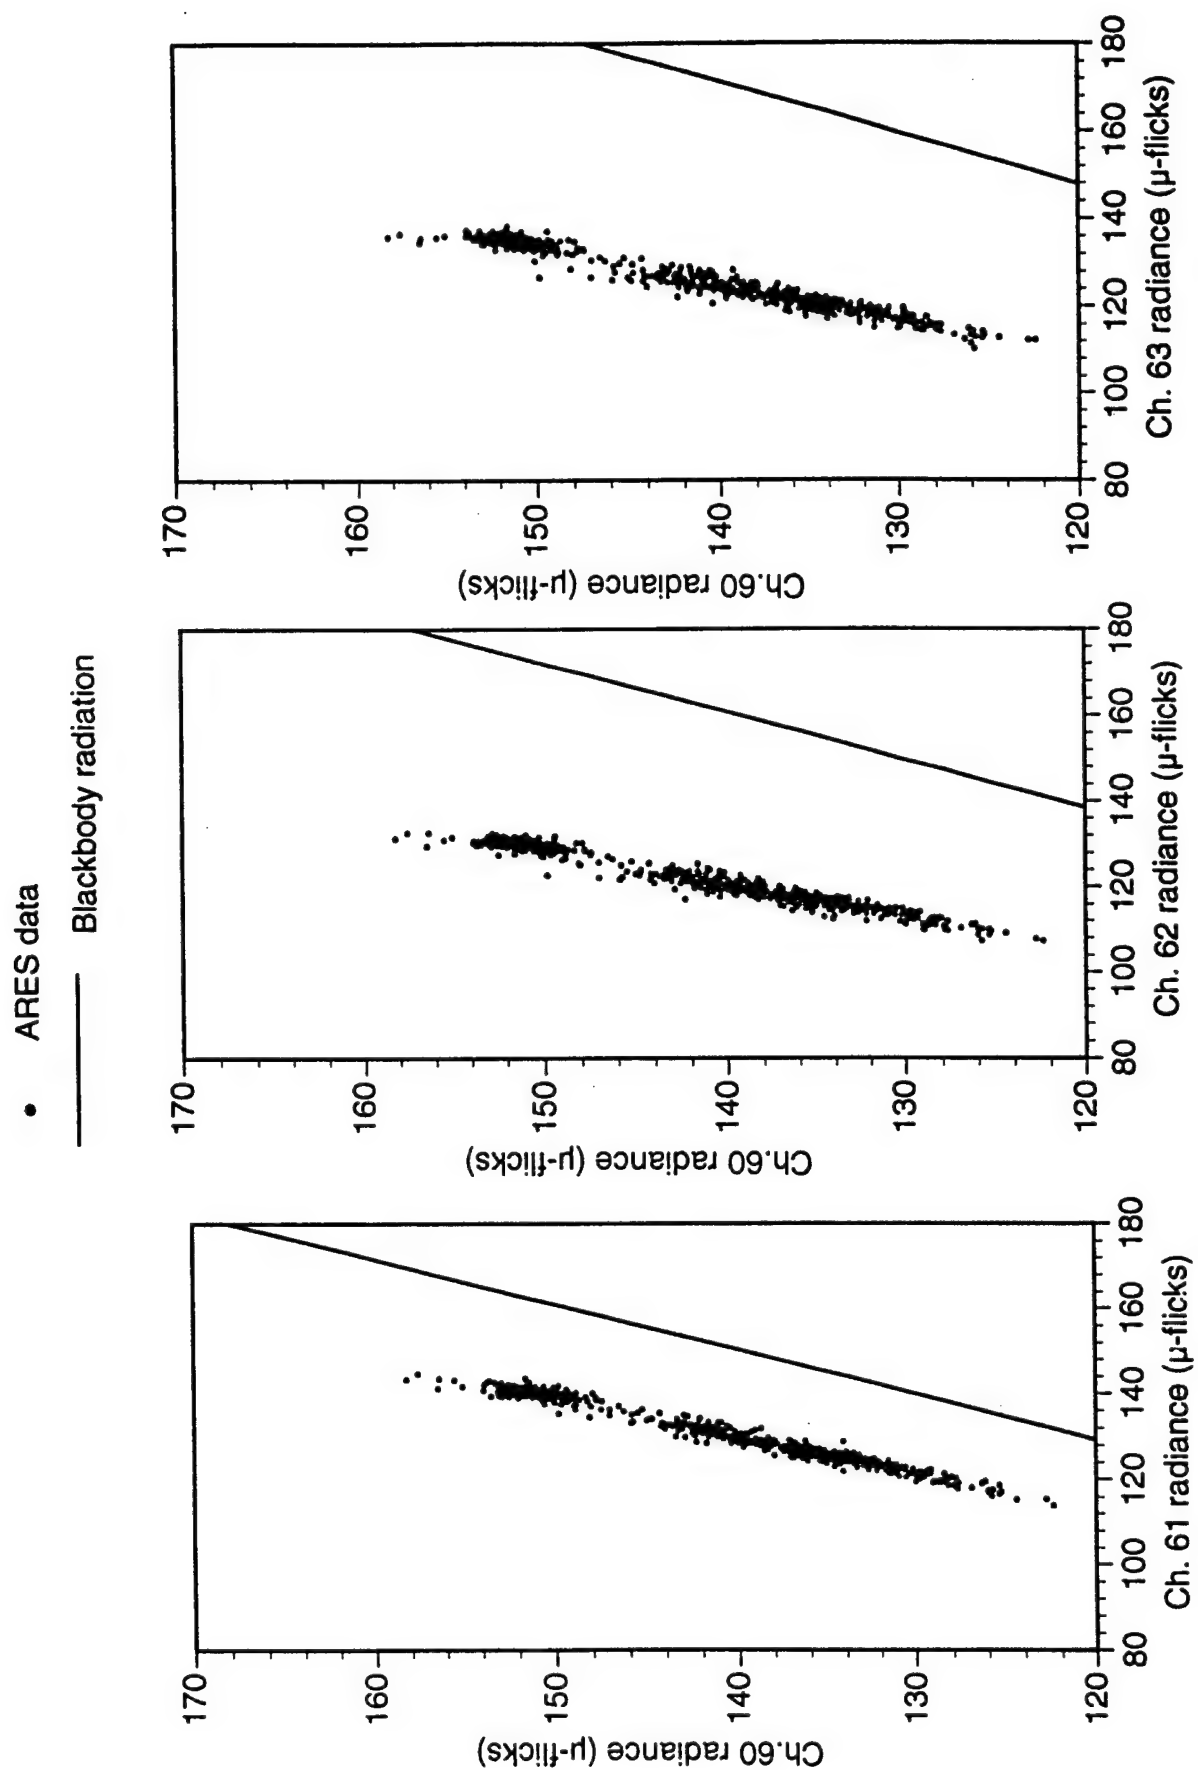 • ARES data
Blackbody radiation
Ch.60 radiance (µ-flicks)
170
160
150
140
130
120
80 100 120 140 160 180
Ch. 61 radiance (µ-flicks)
Ch.60 radiance (µ-flicks)
170
160
150
140
130
120
80 100 120 140 160 180
Ch. 62 radiance (µ-flicks)
Ch.60 radiance (µ-flicks)
170
160
150
140
130
120
80 100 120 140 160 180
Ch. 63 radiance (µ-flicks)